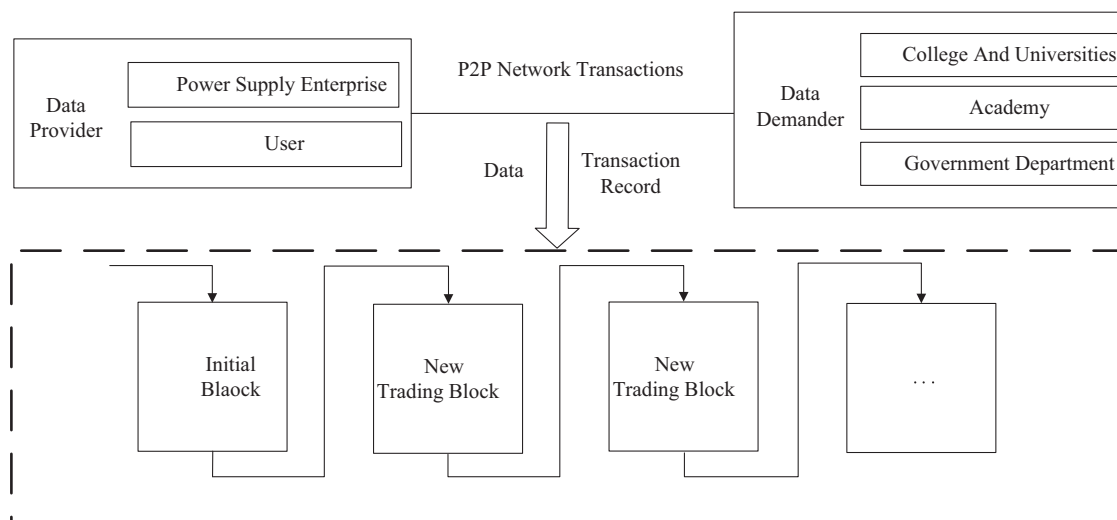 Data
Provider
Power Supply Enterprise
User
P2P Network Transactions
Data
Transaction
Record
Data
Demander
College And Universities
Academy
Government Department
Initial
Blaock
New
Trading Block
New
Trading Block
...